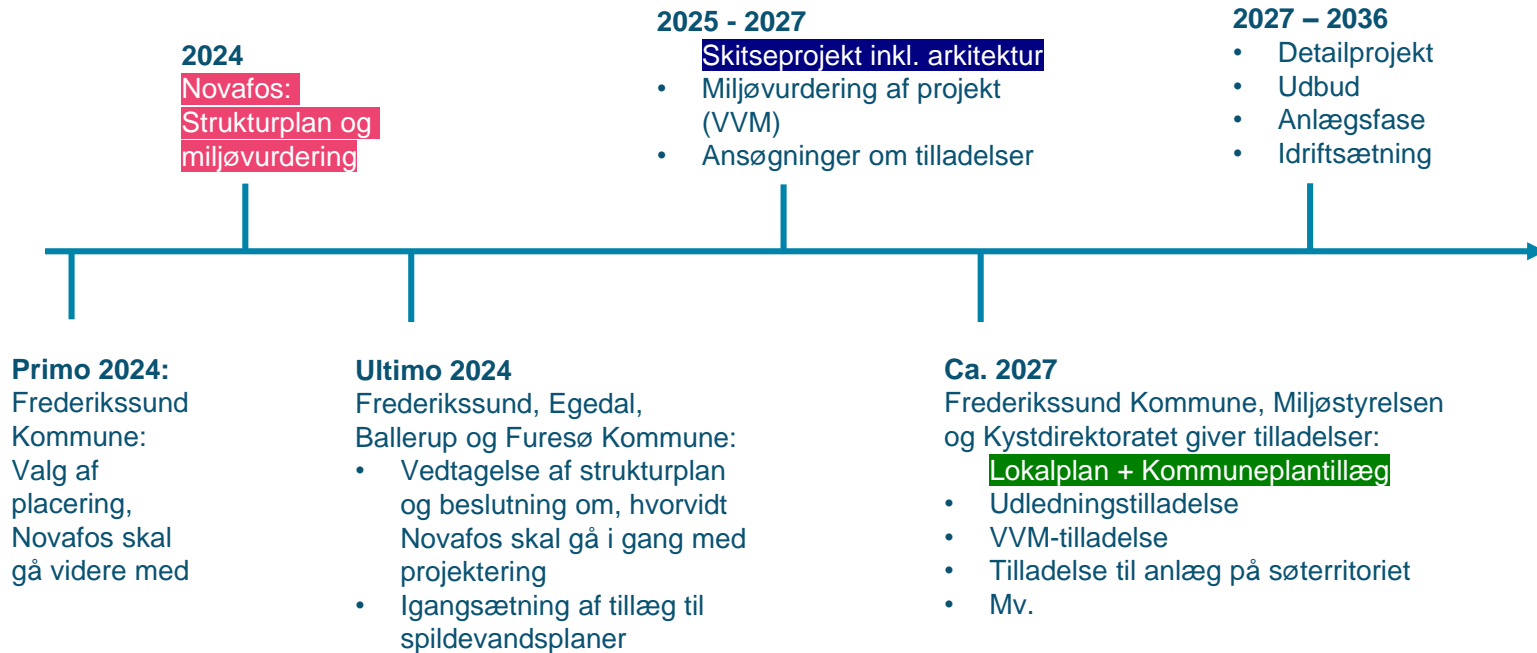 2024
Novafos:
Strukturplan og
miljøvurdering
2025 - 2027
Skitseprojekt inkl. arkitektur
• Miljøvurdering af projekt
(VVM)
• Ansøgninger om tilladelser
2027 – 2036
• Detailprojekt
• Udbud
• Anlægsfase
• Idriftsætning
Primo 2024:
Frederikssund
Kommune:
Valg af
placering,
Novafos skal
gå videre med
Ultimo 2024
Frederikssund, Egedal,
Ballerup og Furesø Kommune:
• Vedtagelse af strukturplan
og beslutning om, hvorvidt
Novafos skal gå i gang med
projektering
• Igangsætning af tillæg til
spildevandsplaner
Ca. 2027
Frederikssund Kommune, Miljøstyrelsen
og Kystdirektoratet giver tilladelser:
Lokalplan + Kommuneplantillæg
• Udledningstilladelse
• VVM-tilladelse
• Tilladelse til anlæg på søterritoriet
• Mv.